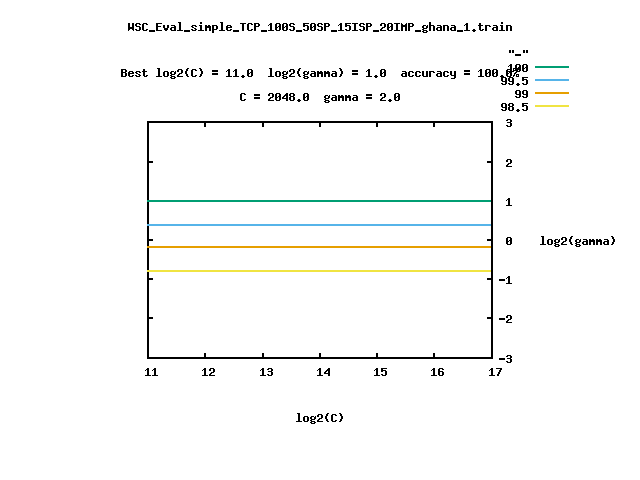 WSC_Eval_simple_TCP_100S_50SP_15ISP_20IMP_ghana_1.train
"_"
Best log2(C) = 11.0  log2(gamma) = 1.0  accuracy = 100.0%
100
99.5
C = 2048.0  gamma = 2.0
99
98.5
3
2
1
0
log2(gamma)
-1
-2
-3
11 12 13 14 15 16 17
log2(C)